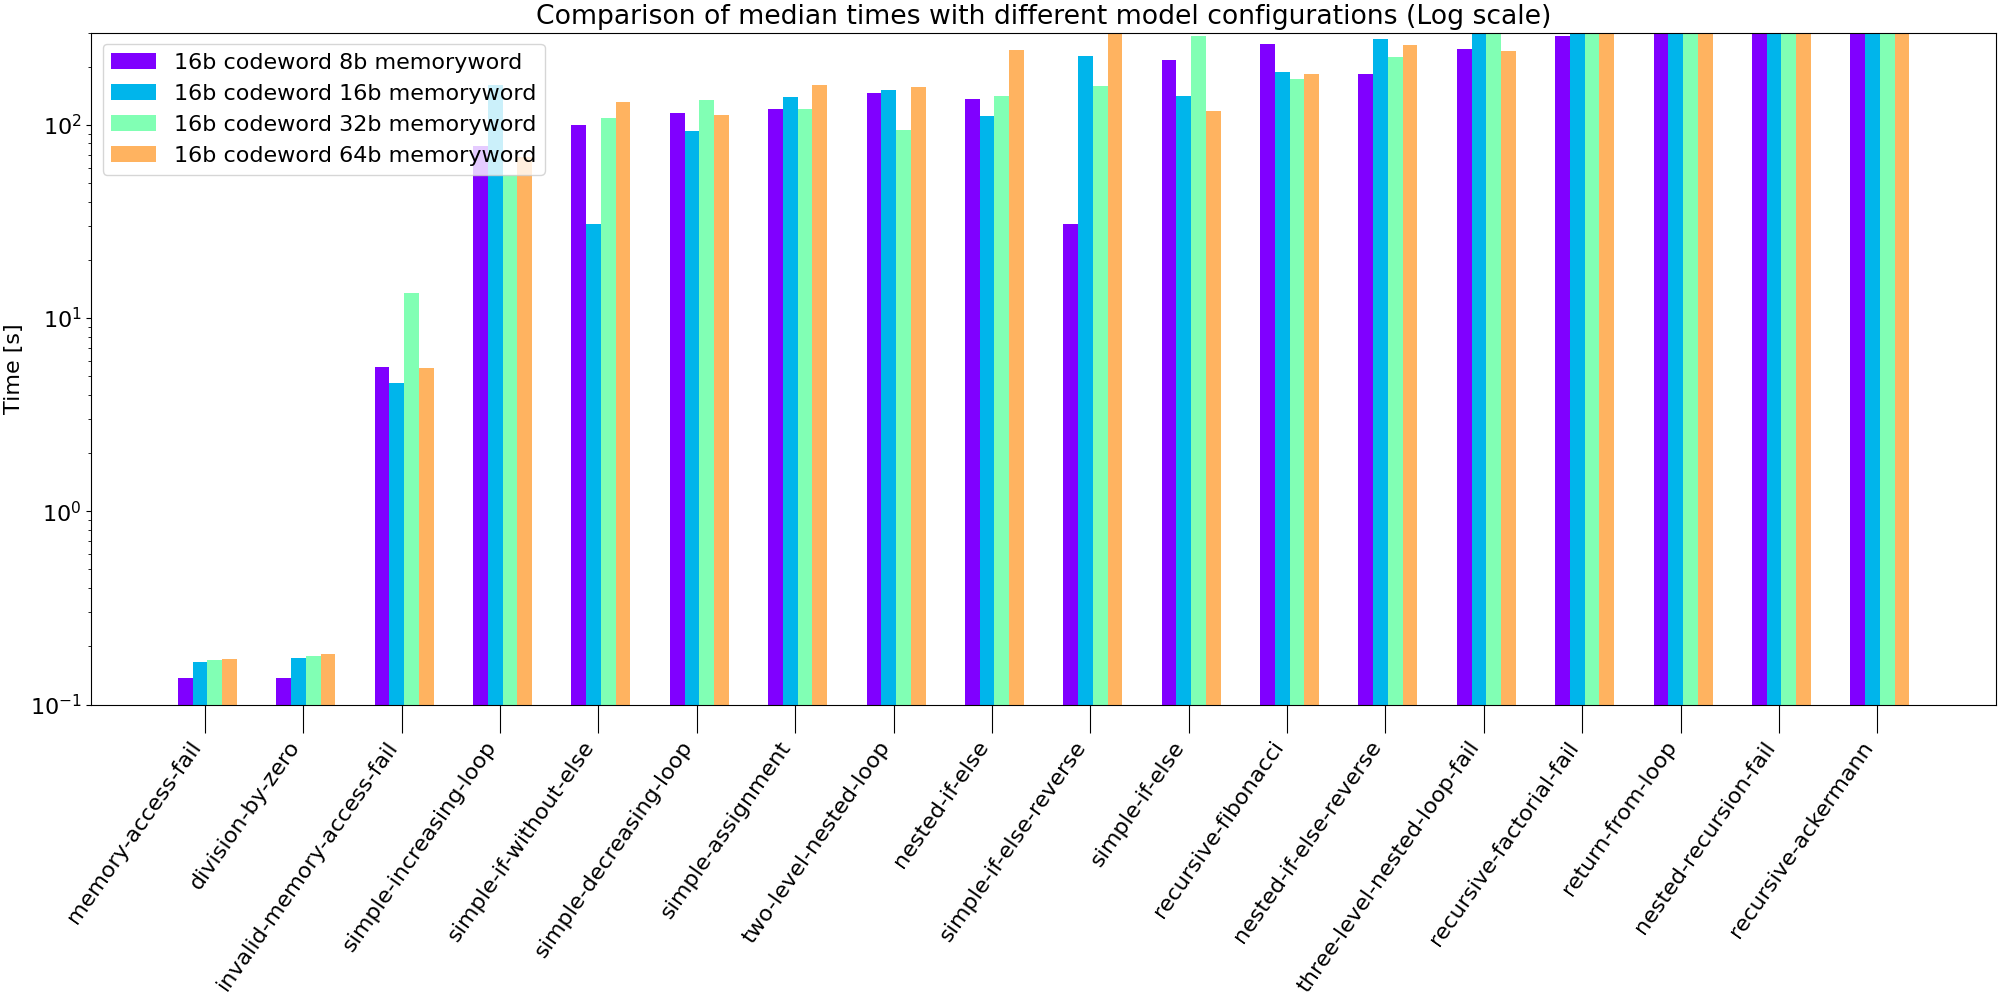 Comparison of median times with different model configurations (Log scale)
16b codeword 8b memoryword
16b codeword 16b memoryword
16b codeword 32b memoryword
16b codeword 64b memoryword
Time [s]
10²
10¹
10⁰
10⁻¹
memory-access-fail
division-by-zero
invalid-memory-access-fail
simple-increasing-loop
simple-if-without-else
simple-decreasing-loop
simple-assignment
two-level-nested-loop
nested-if-else
simple-if-else-reverse
simple-if-else
recursive-fibonacci
nested-if-else-reverse
three-level-nested-loop-fail
recursive-factorial-fail
return-from-loop
nested-recursion-fail
recursive-ackermann